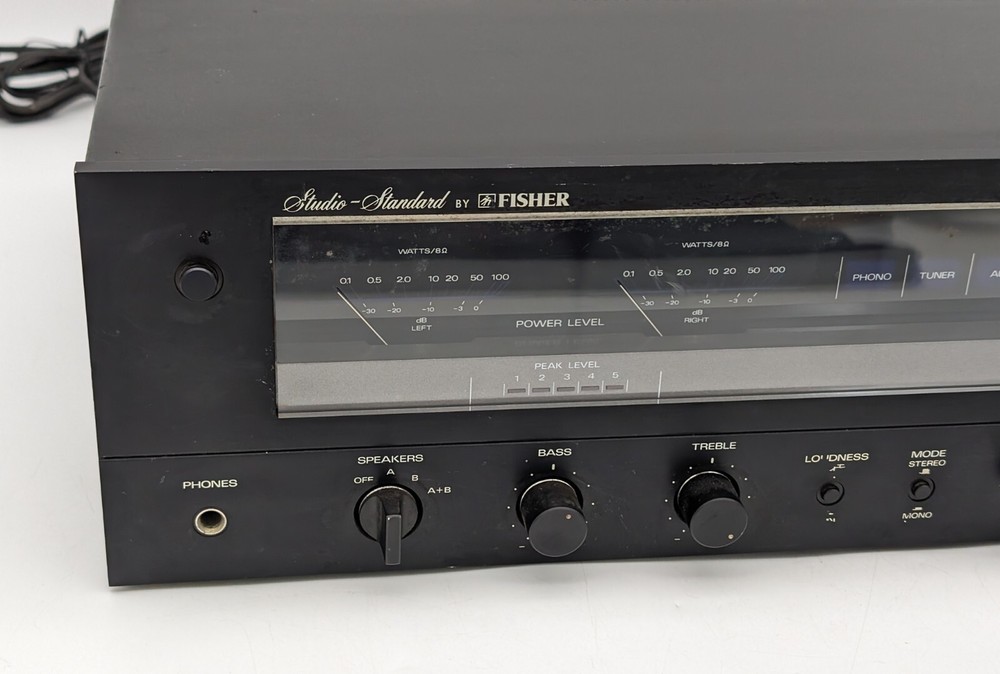 Studio-Standard BY FISHER
WATTS/8Ω
0.1 0.5 2.0 10 20 50 100
-30 -20 -10 -3 0
dB
LEFT
WATTS/8Ω
0.1 0.5 2.0 10 20 50 100
-30 -20 -10 -3 0
dB
RIGHT
POWER LEVEL
PHONO
TUNER
PEAK LEVEL
1 2 3 4 5
PHONES
SPEAKERS
OFF A B A+B
BASS
-
TREBLE
-
LOUDNESS
MODE
STEREO
MONO